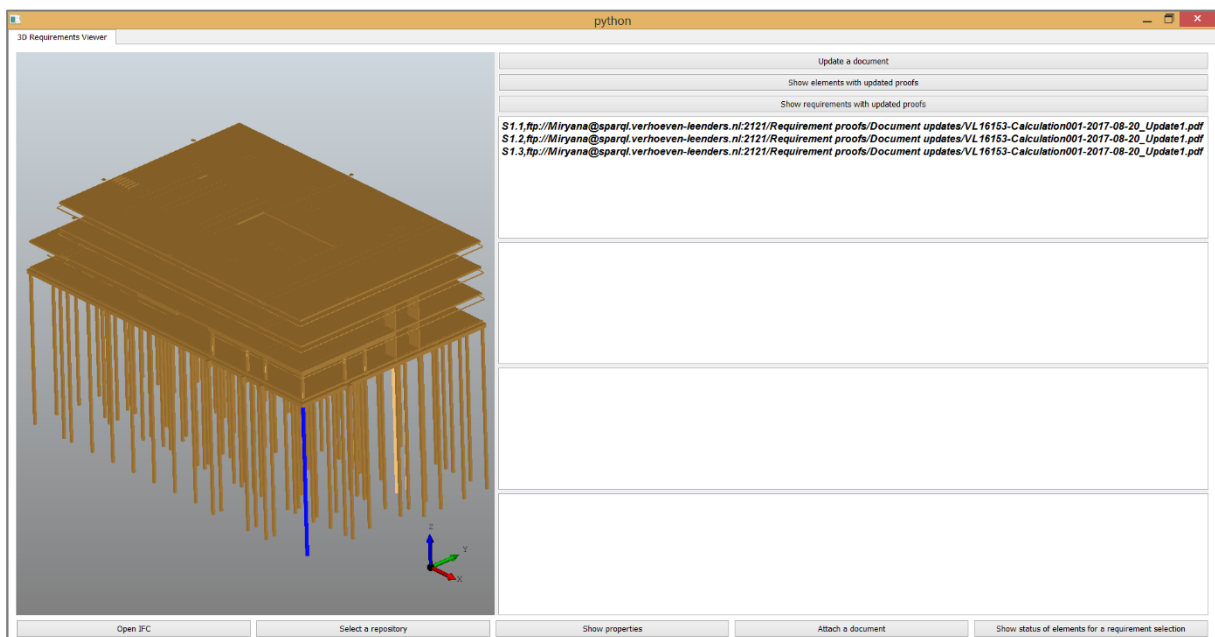 python
3D Requirements Viewer
Update a document
Show elements with updated proofs
Show requirements with updated proofs
S1.1,ftp://Miryana@sparql.verhoeven-leenders.nl:2121/Requirement proofs/Document updates/VL16153-Calculation001-2017-08-20_Update1.pdf
S1.2,ftp://Miryana@sparql.verhoeven-leenders.nl:2121/Requirement proofs/Document updates/VL16153-Calculation001-2017-08-20_Update1.pdf
S1.3,ftp://Miryana@sparql.verhoeven-leenders.nl:2121/Requirement proofs/Document updates/VL16153-Calculation001-2017-08-20_Update1.pdf
Z
Y
X
Open IFC
Select a repository
Show properties
Attach a document
Show status of elements for a requirement selection